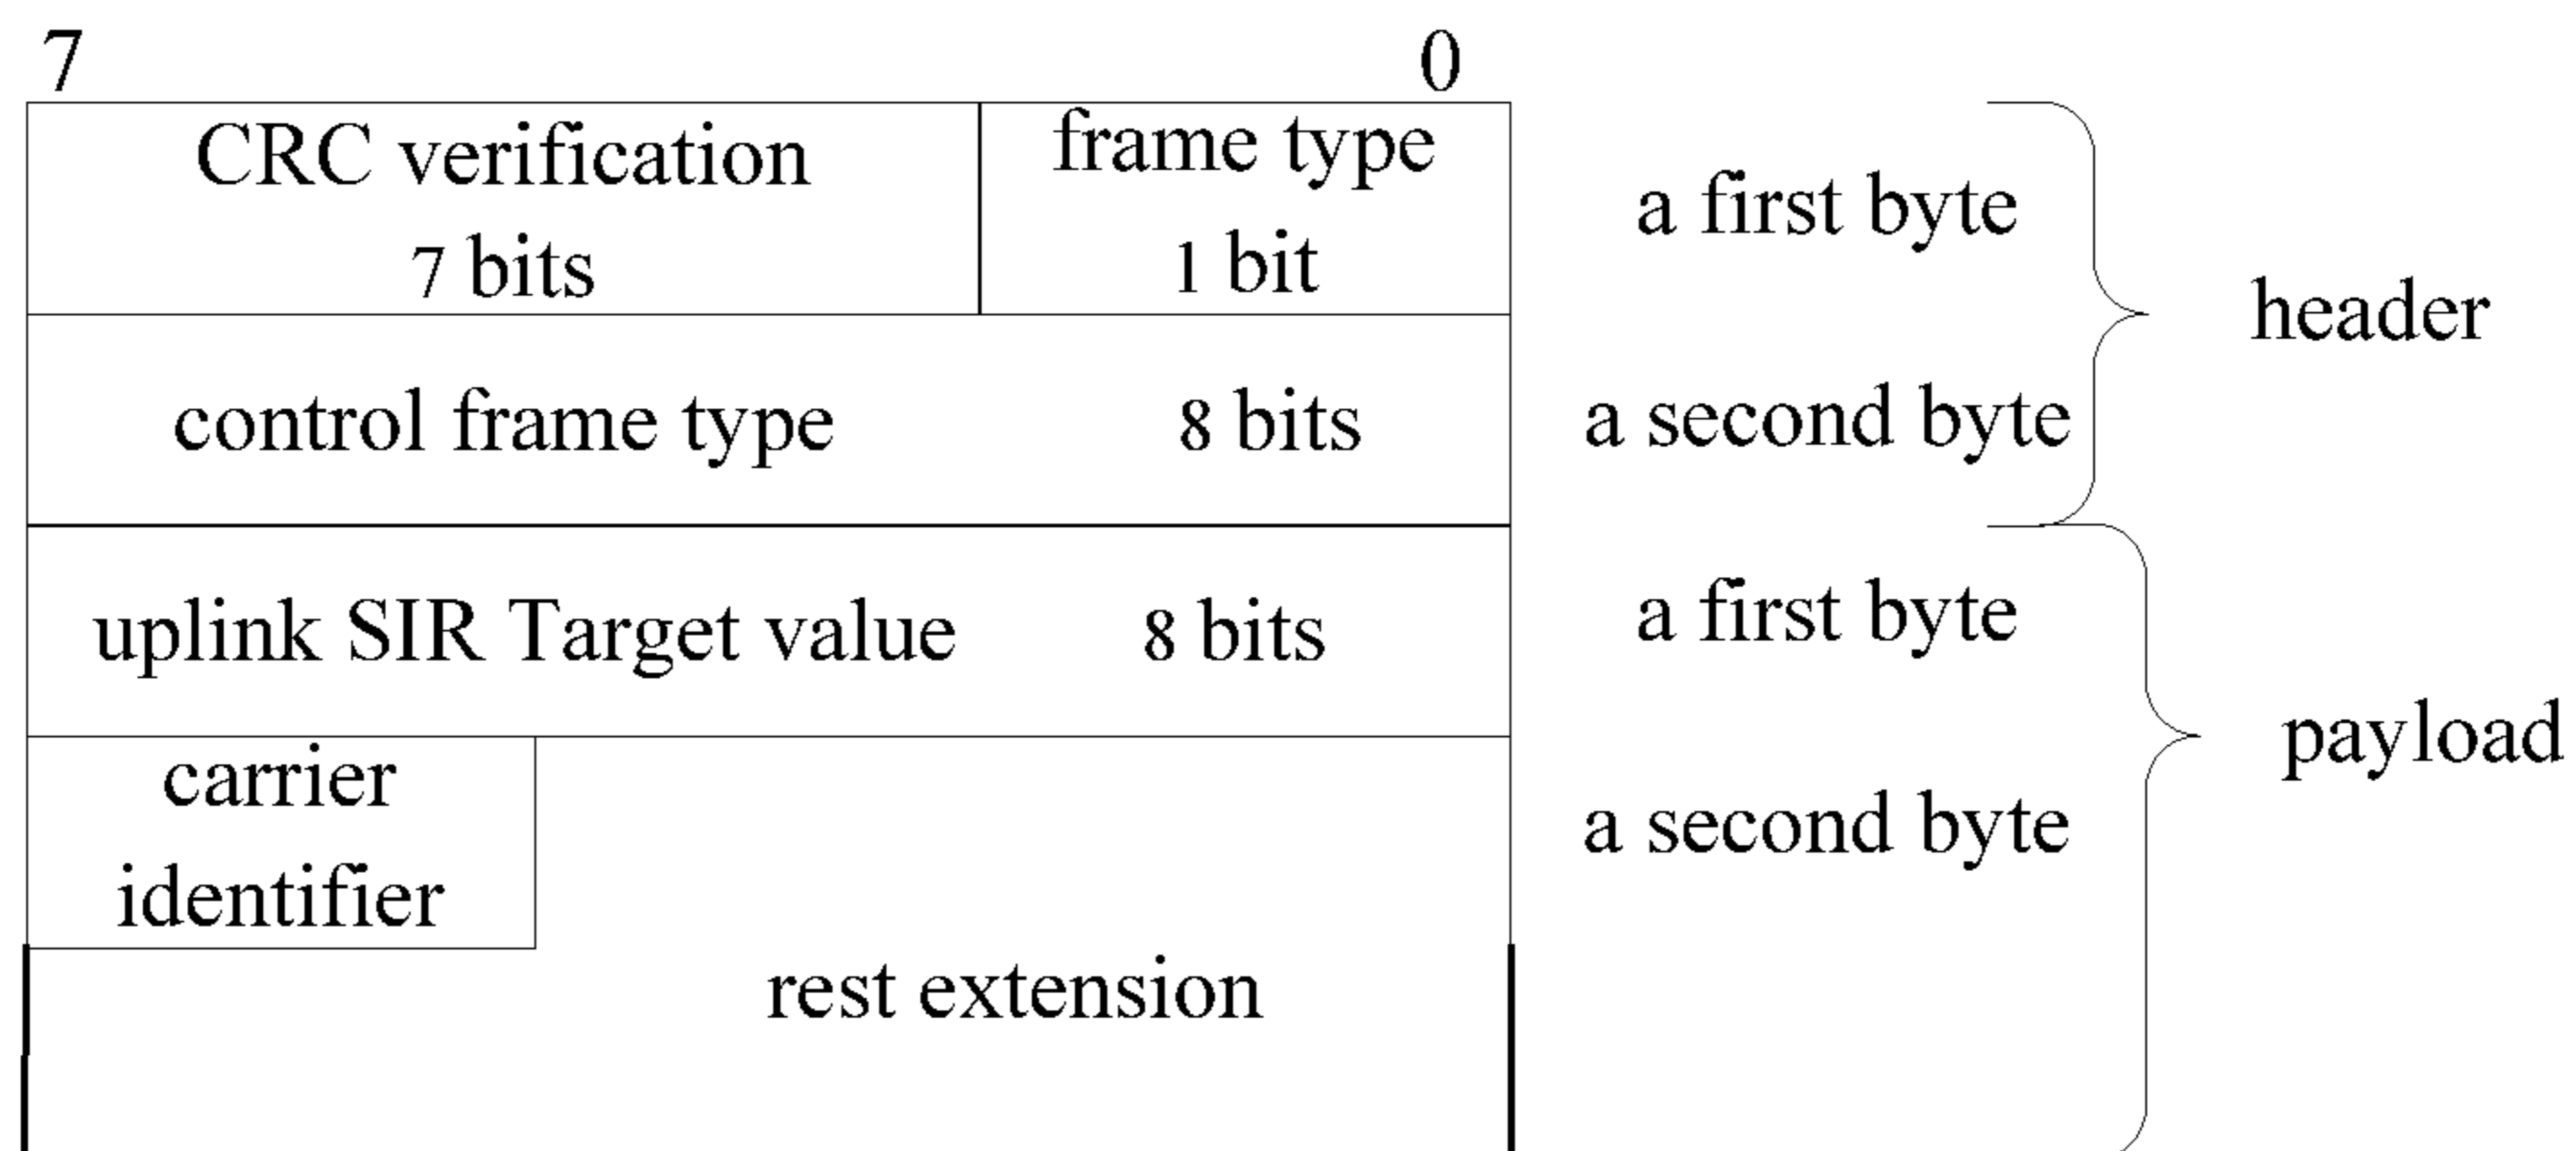 7 0
CRC verification
7 bits
frame type
1 bit
a first byte
header
control frame type 8 bits
a second byte
uplink SIR Target value 8 bits
a first byte
payload
carrier
identifier
a second byte
rest extension